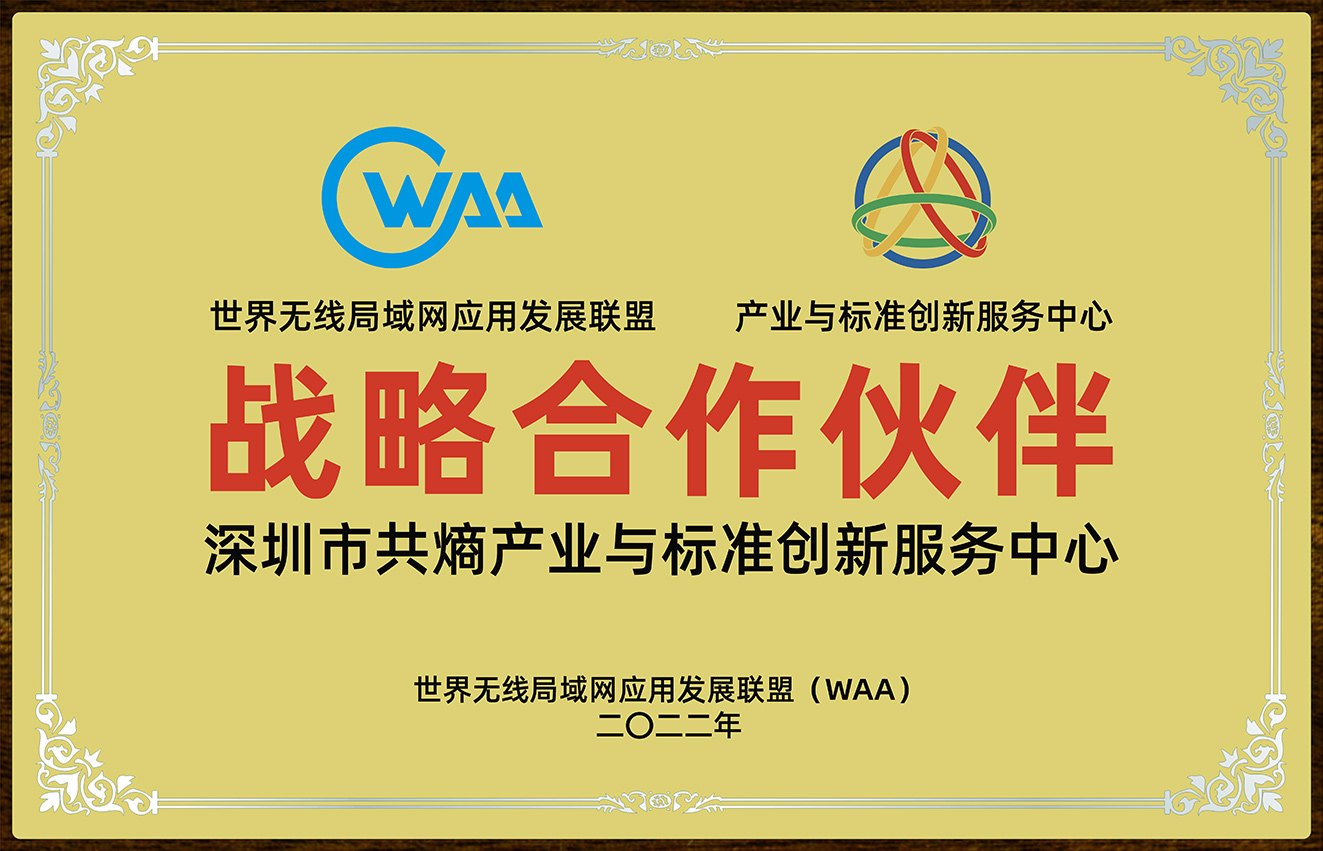 WAA
世界无线局域网应用发展联盟
产业与标准创新服务中心
战略合作伙伴
深圳市共熵产业与标准创新服务中心
世界无线局域网应用发展联盟（WAA）
二〇二二年